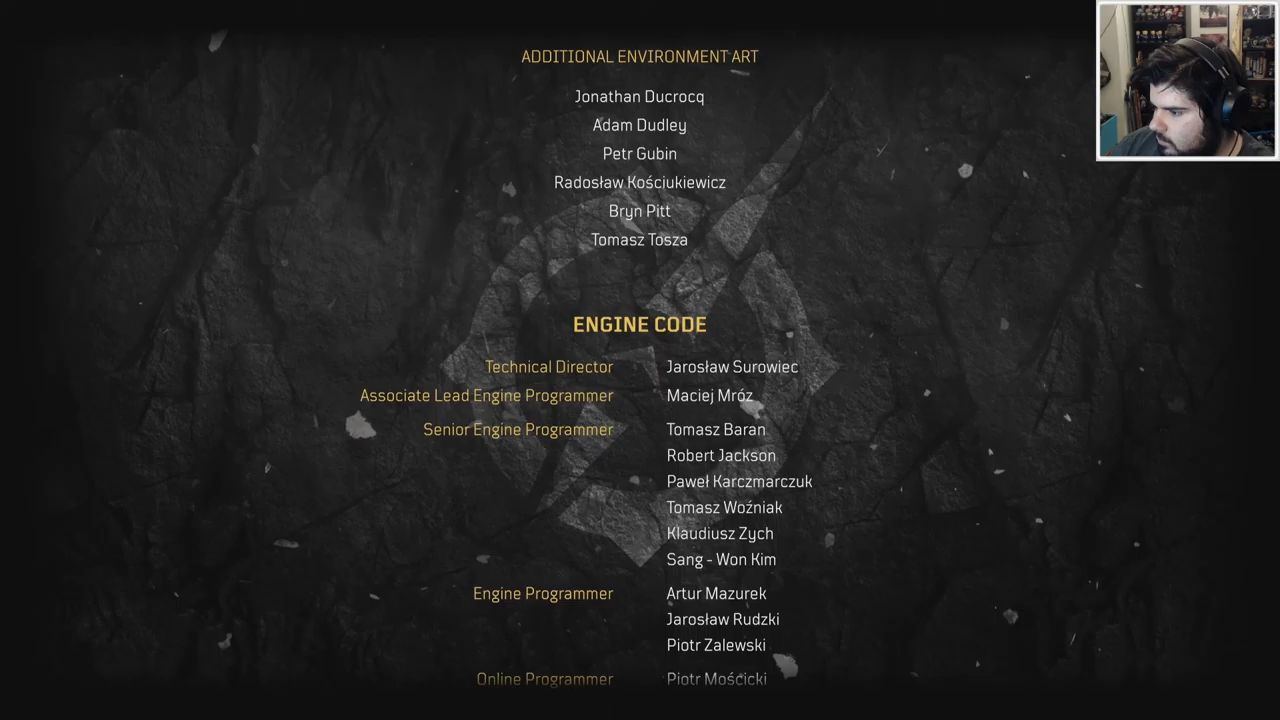 ADDITIONAL ENVIRONMENT ART
Jonathan Ducrocq
Adam Dudley
Petr Gubin
Radosław Kościukiewicz
Bryn Pitt
Tomasz Tosza
ENGINE CODE
Technical Director Jarosław Surowiec
Associate Lead Engine Programmer Maciej Mróz
Senior Engine Programmer Tomasz Baran
Robert Jackson
Paweł Karczmarczuk
Tomasz Woźniak
Klaudiusz Zych
Sang - Won Kim
Engine Programmer Artur Mazurek
Jarosław Rudzki
Piotr Zalewski
Online Programmer Piotr Mościcki